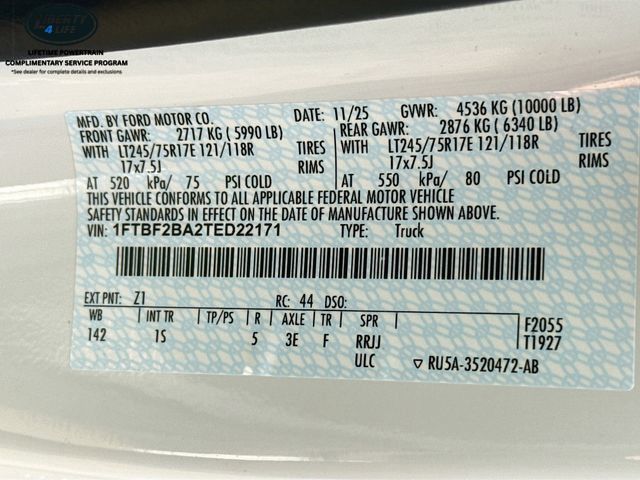 LIBERTY
4 LIFE
LIFETIME POWERTRAIN
COMPLIMENTARY SERVICE PROGRAM
*See dealer for complete details and exclusions
MFD. BY FORD MOTOR CO. DATE: 11/25 GVWR: 4536 KG (10000 LB)
FRONT GAWR: 2717 KG (5990 LB) REAR GAWR: 2876 KG (6340 LB)
WITH LT245/75R17E 121/118R TIRES WITH LT245/75R17E 121/118R TIRES
17x7.5J RIMS 17x7.5J RIMS
AT 520 kPa/ 75 PSI COLD AT 550 kPa/ 80 PSI COLD
THIS VEHICLE CONFORMS TO ALL APPLICABLE FEDERAL MOTOR VEHICLE
SAFETY STANDARDS IN EFFECT ON THE DATE OF MANUFACTURE SHOWN ABOVE.
VIN: 1FTBF2BA2TED22171 TYPE: Truck
EXT PNT: Z1 RC: 44 DSO:
WB INT TR TP/PS R AXLE TR SPR F2055
142 1S 5 3E F RRJJ T1927
ULC ▽ RU5A-3520472-AB